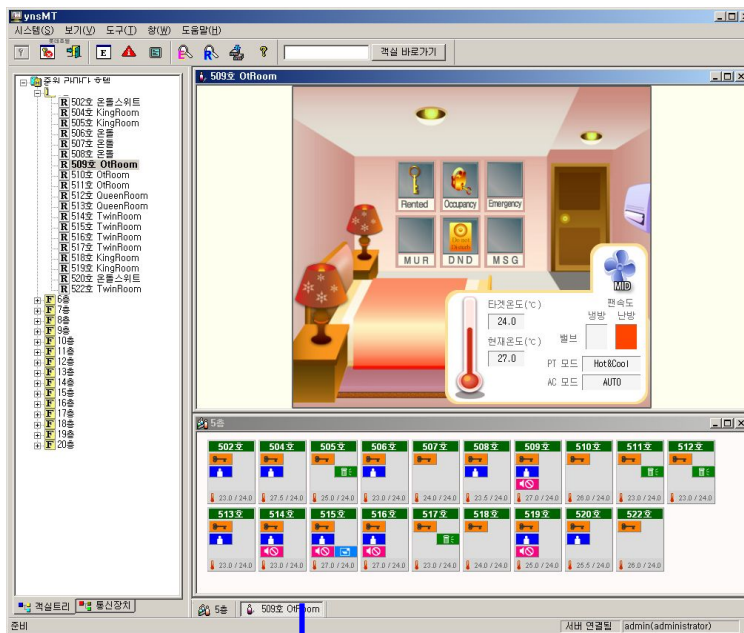 ynsMT
시스템(S) 보기(V) 도구(T) 창(W) 도움말(H)
E R R ? 객실 바로가기
중원 라마다 호텔
R 502호 온돌스위트
R 504호 KingRoom
R 505호 KingRoom
R 506호 온돌
R 507호 온돌
R 508호 온돌
R 509호 OtRoom
R 510호 OtRoom
R 511호 OtRoom
R 512호 QueenRoom
R 513호 QueenRoom
R 514호 TwinRoom
R 515호 TwinRoom
R 516호 TwinRoom
R 517호 TwinRoom
R 518호 KingRoom
R 519호 KingRoom
R 520호 온돌스위트
R 522호 TwinRoom
F 6층
F 7층
F 8층
F 9층
F 10층
F 11층
F 12층
F 13층
F 14층
F 15층
F 16층
F 17층
F 18층
F 19층
F 20층
객실트리 통신장치
509호 OtRoom
Rented Occupancy Emergency
Do not Disturb
MUR DND MSG
MID
타겟온도(℃)
24.0
현재온도(℃)
27.0
팬속도
냉방 난방
밸브
PT 모드 Hot&Cool
AC 모드 AUTO
5층
502호 504호 505호 506호 507호 508호 509호 510호 511호 512호
23.0 / 24.0 27.5 / 24.0 25.0 / 24.0 23.0 / 24.0 24.0 / 24.0 23.5 / 24.0 27.0 / 24.0 26.0 / 24.0 23.0 / 24.0 23.0 / 24.0
513호 514호 515호 516호 517호 518호 519호 520호 522호
23.0 / 24.0 23.0 / 24.0 27.0 / 24.0 27.0 / 24.0 23.0 / 24.0 24.0 / 24.0 26.0 / 24.0 25.5 / 24.0 26.0 / 24.0
5층 509호 OtRoom
준비 서버 연결됨 admin(administrator)